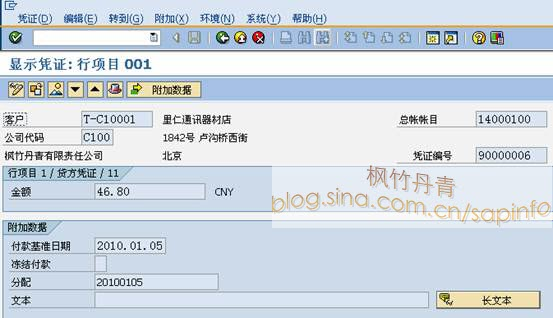 凭证(D) 编辑(E) 转到(G) 附加(X) 环境(N) 系统(Y) 帮助(H)
显示凭证: 行项目 001
附加数据
客户 T-C10001 里仁通讯器材店 总帐帐目 14000100
公司代码 C100 1842号 卢沟桥西街
枫竹丹青有限责任公司 北京 凭证编号 90000006
行项目 1 / 贷方凭证 / 11
金额 46.80 CNY
枫竹丹青
blog.sina.com.cn/sapinfo
附加数据
付款基准日期 2010.01.05
冻结付款
分配 20100105
文本 长文本